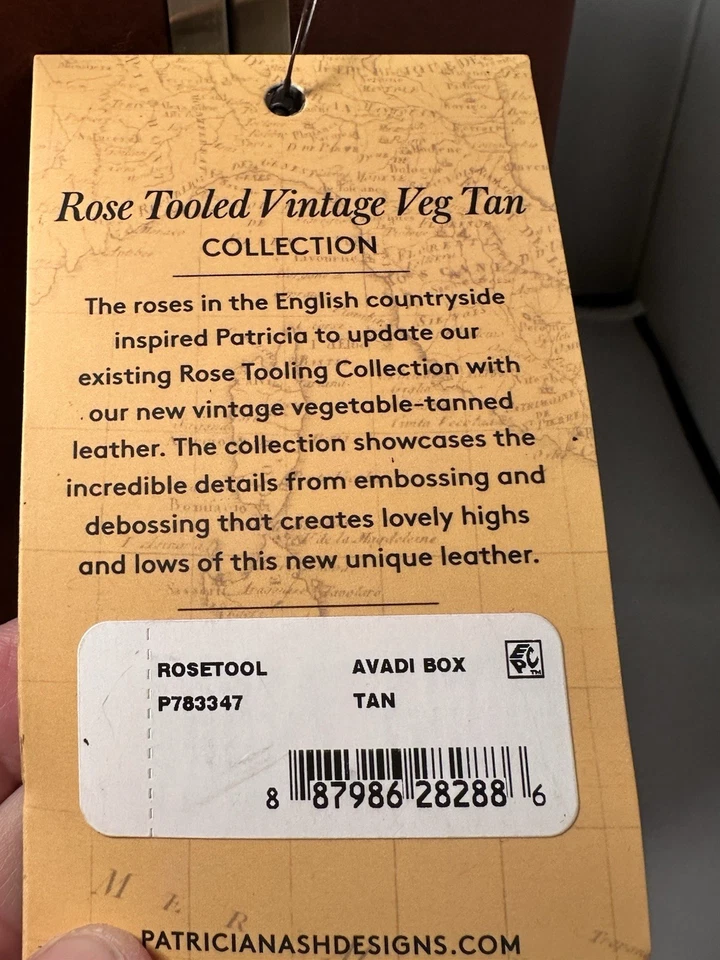 Rose Tooled Vintage Veg Tan
COLLECTION
The roses in the English countryside
inspired Patricia to update our
existing Rose Tooling Collection with
our new vintage vegetable-tanned
leather. The collection showcases the
incredible details from embossing and
debossing that creates lovely highs
and lows of this new unique leather.
ROSETOOL AVADI BOX
P783347 TAN
8 87986 28288 6
M E R
PATRICIANASHDESIGNS.COM